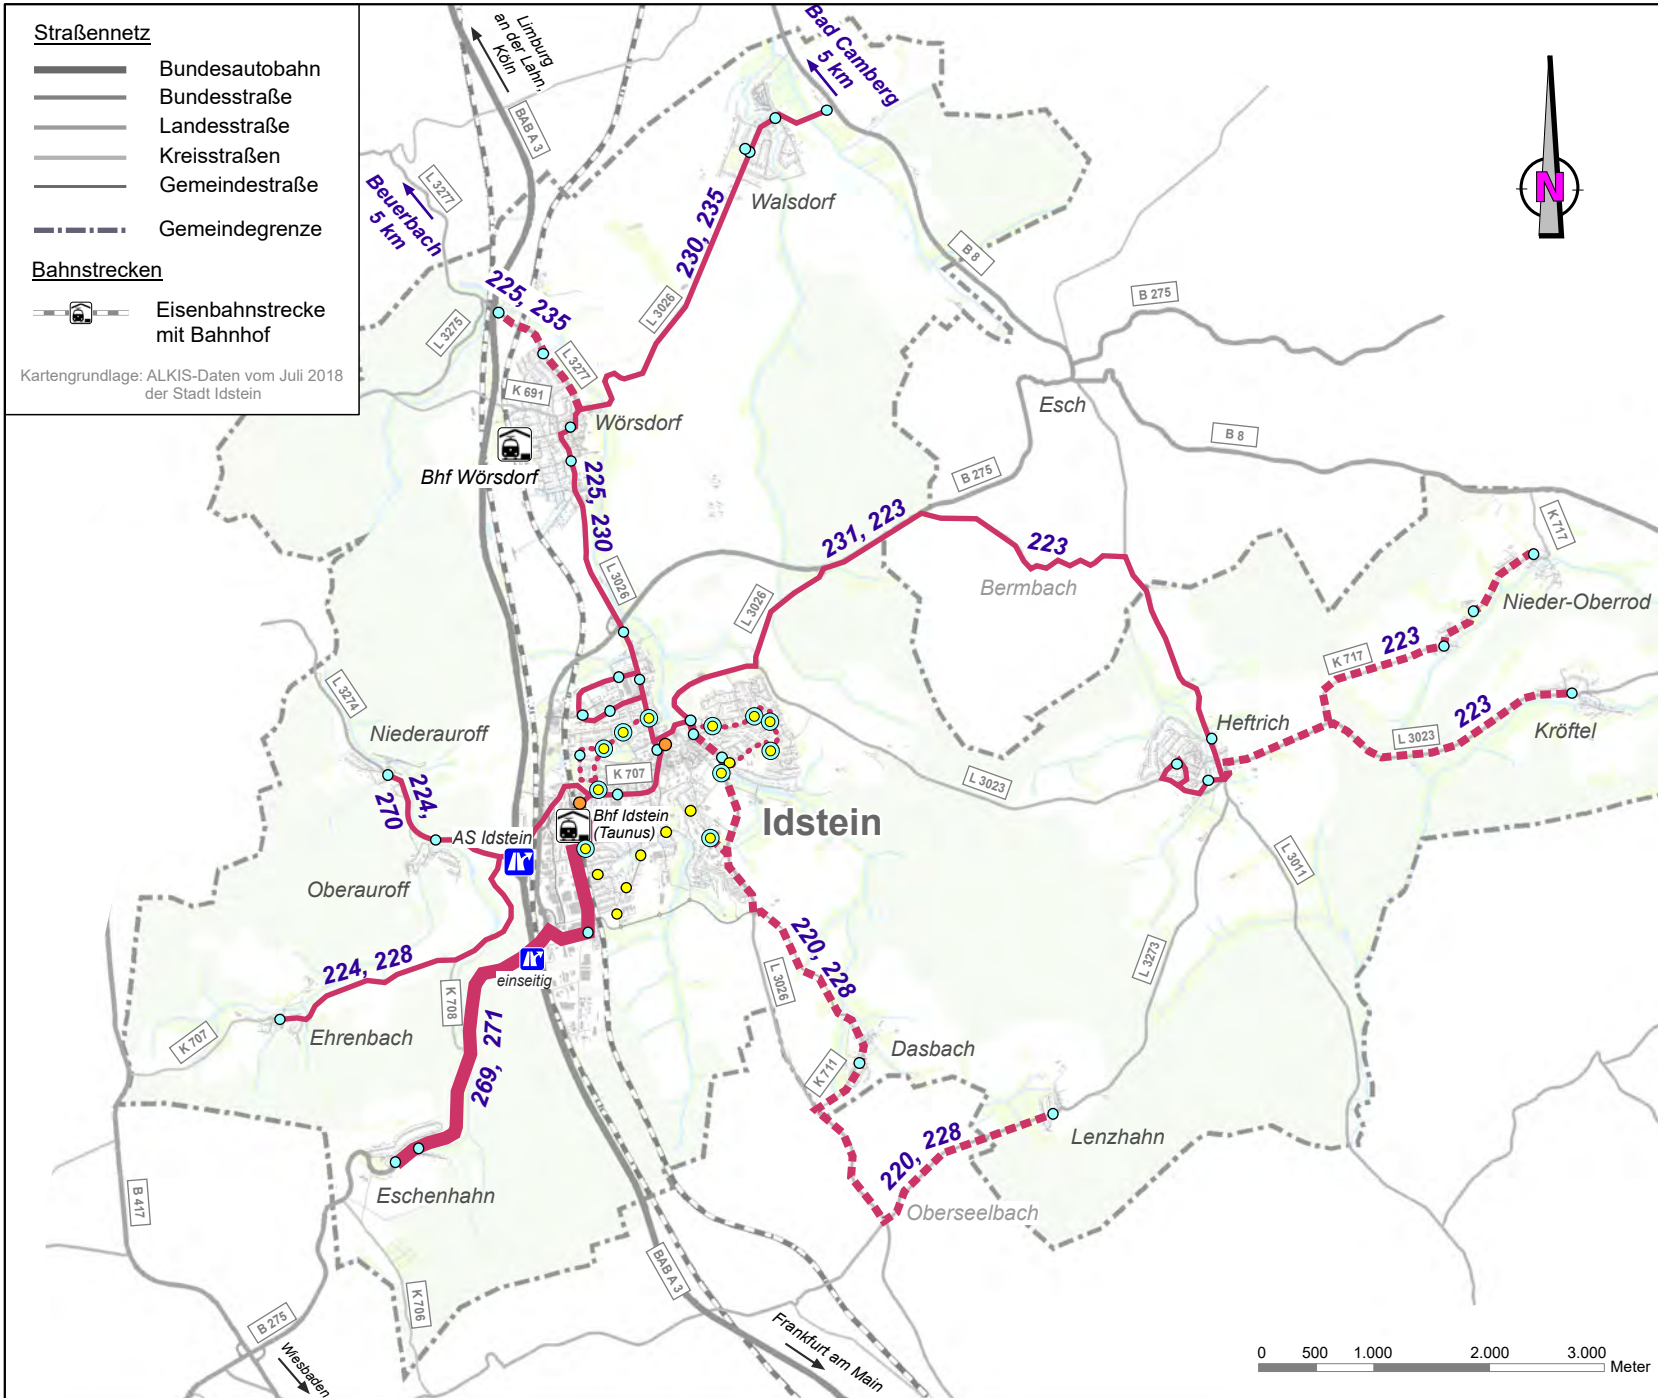 Straßennetz
Bundesautobahn
Bundesstraße
Landesstraße
Kreisstraßen
Gemeindestraße
Gemeindegrenze
Bahnstrecken
Eisenbahnstrecke
mit Bahnhof
Kartengrundlage: ALKIS-Daten vom Juli 2018
der Stadt Idstein
Limburg
an der Lahn,
Köln
BAB A 3
Bad Camberg
5 km
L 3277
Beuerbach
5 km
Walsdorf
230, 235
N
B 8
B 275
225, 235
L 3026
L 3275
L 3277
K 691
Esch
Wörsdorf
B 8
Bhf Wörsdorf
B 275
225, 230
231, 223
K 717
223
Bermbach
L 3026
L 3026
Nieder-Oberrod
223
K 717
L 3274
Niederauroff
Heftrich
223
Kröftel
L 3023
K 707
L 3023
224,
270
AS Idstein
Bhf Idstein
(Taunus)
Idstein
L 3011
Oberauroff
224, 228
220, 228
L 3273
einseitig
L 3026
K 708
K 707
Ehrenbach
269, 271
Dasbach
K 711
Lenzhahn
220, 228
Eschenhahn
B 417
Oberseelbach
BAB A 3
K 706
B 275
Wiesbaden
Frankfurt am Main
0 500 1.000 2.000 3.000
Meter